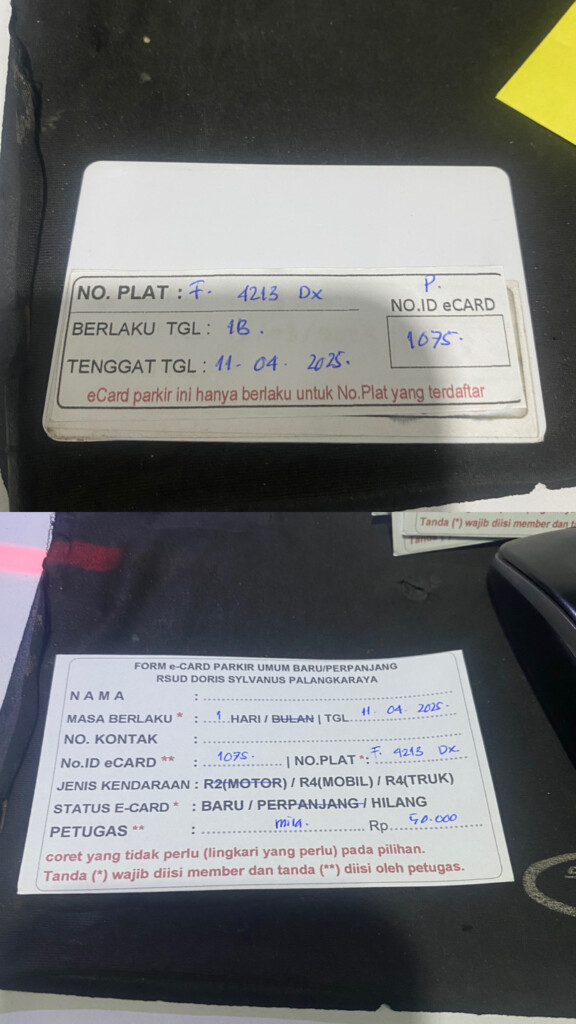 P.
NO. PLAT : F. 4213 DX
NO.ID eCARD
BERLAKU TGL : 1B.
1075.
TENGGAT TGL : 11- 04. 2025.
eCard parkir ini hanya berlaku untuk No.Plat yang terdaftar
Tanda (*) wajib diisi member dan
FORM e-CARD PARKIR UMUM BARU/PERPANJANG
RSUD DORIS SYLVANUS PALANGKARAYA
N A M A :
MASA BERLAKU * : 1 HARI / BULAN | TGL. 11. 04. 2025.
NO. KONTAK :
No.ID eCARD ** : 1075. | NO.PLAT *: F. 4213 DX.
JENIS KENDARAAN : R2(MOTOR) / R4(MOBIL) / R4(TRUK)
STATUS E-CARD * : BARU / PERPANJANG / HILANG
PETUGAS ** : mila. Rp. 50.000
coret yang tidak perlu (lingkari yang perlu) pada pilihan.
Tanda (*) wajib diisi member dan tanda (**) diisi oleh petugas.